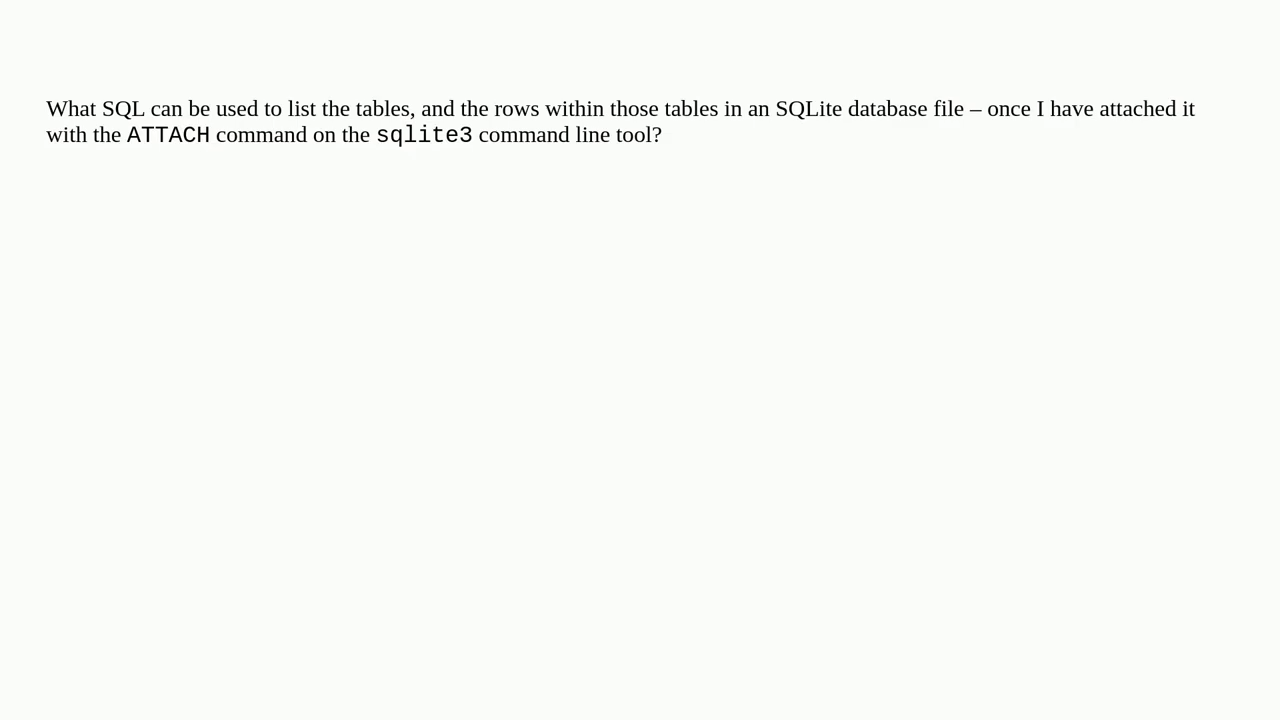 What SQL can be used to list the tables, and the rows within those tables in an SQLite database file – once I have attached it
with the ATTACH command on the sqlite3 command line tool?